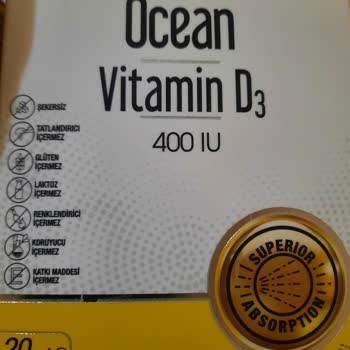 Ocean
Vitamin D3
400 IU
ŞEKERSİZ
TATLANDIRICI
İÇERMEZ
GLÜTEN
İÇERMEZ
LAKTOZ
İÇERMEZ
RENKLENDİRİCİ
İÇERMEZ
KORUYUCU
İÇERMEZ
KATKI MADDESİ
İÇERMEZ
SUPERIOR
ABSORPTION
20